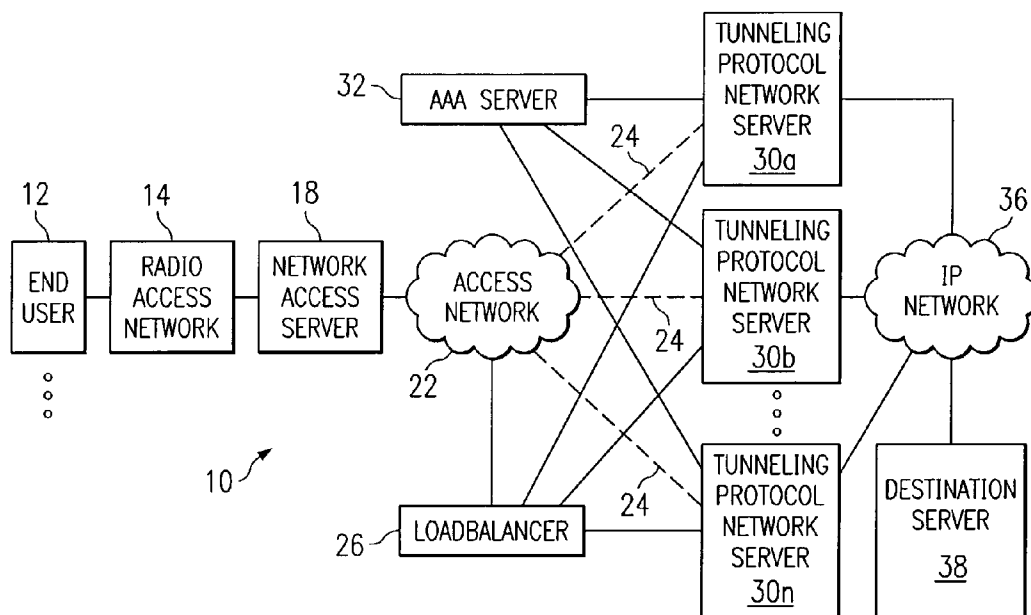 TUNNELING
PROTOCOL
NETWORK
SERVER
30a
32
AAA SERVER
24
12
14
18
36
END
USER
RADIO
ACCESS
NETWORK
NETWORK
ACCESS
SERVER
ACCESS
NETWORK
22
24
TUNNELING
PROTOCOL
NETWORK
SERVER
30b
IP
NETWORK
10
24
26
LOADBALANCER
TUNNELING
PROTOCOL
NETWORK
SERVER
30n
DESTINATION
SERVER
38